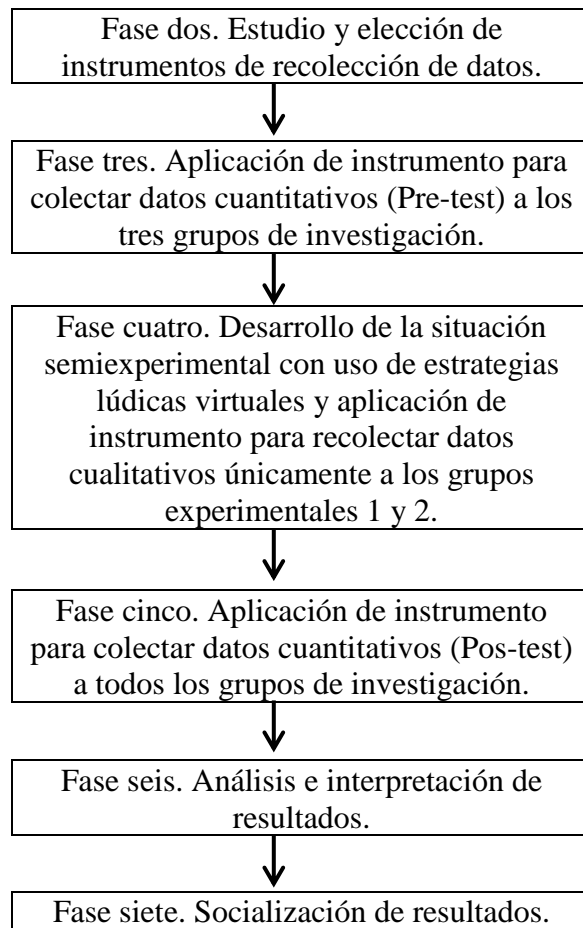 Fase dos. Estudio y elección de
instrumentos de recolección de datos.
Fase tres. Aplicación de instrumento para
colectar datos cuantitativos (Pre-test) a los
tres grupos de investigación.
Fase cuatro. Desarrollo de la situación
semiexperimental con uso de estrategias
lúdicas virtuales y aplicación de
instrumento para recolectar datos
cualitativos únicamente a los grupos
experimentales 1 y 2.
Fase cinco. Aplicación de instrumento
para colectar datos cuantitativos (Pos-test)
a todos los grupos de investigación.
Fase seis. Análisis e interpretación de
resultados.
Fase siete. Socialización de resultados.